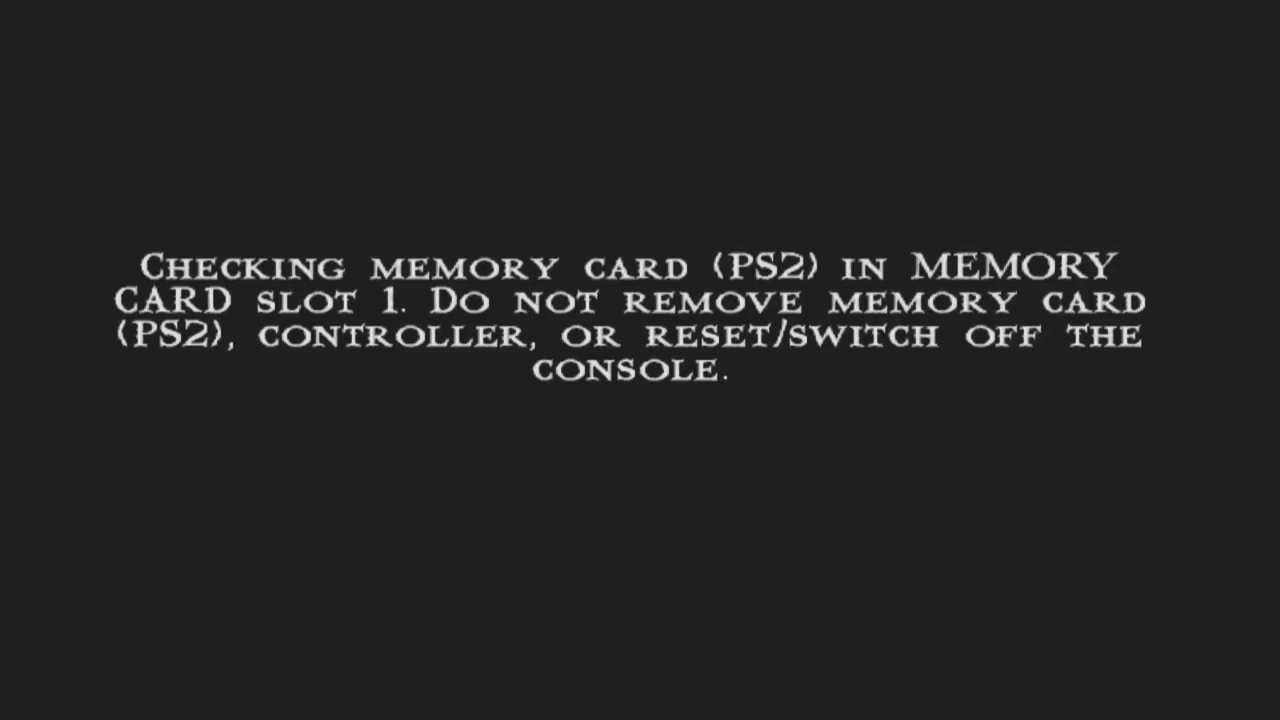 Checking memory card (PS2) in MEMORY
CARD slot 1. Do not remove memory card
(PS2), controller, or reset/switch off the
console.